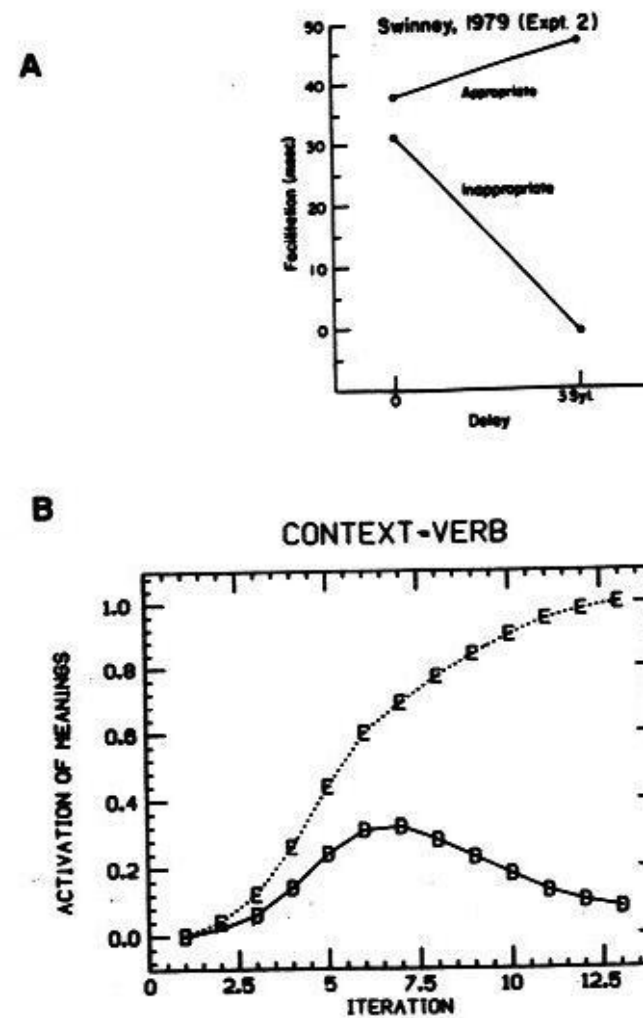 A
Swinney, 1979 (Expt. 2)
50
40
30
20
10
0
Facilitation (msec)
Appropriate
Inappropriate
0
3 Syl.
Delay
B
CONTEXT=VERB
1.0
0.8
0.6
0.4
0.2
0.0
ACTIVATION OF MEANINGS
E E E E E E E E E E E
D D D D D D D D D D D
0 2.5 5 7.5 10 12.5
ITERATION